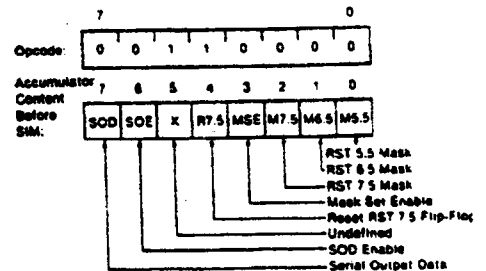 7 0
Opcode: 0 0 1 1 0 0 0 0
Accumulator 7 6 5 4 3 2 1 0
Content
Before
SIM: SOD SOE X R7.5 MSE M7.5 M6.5 M5.5
RST 5.5 Mask
RST 6 5 Mask
RST 7 5 Mask
Mask Set Enable
Reset RST 7 5 Flip-Flop
Undefined
SOD Enable
Serial Output Data